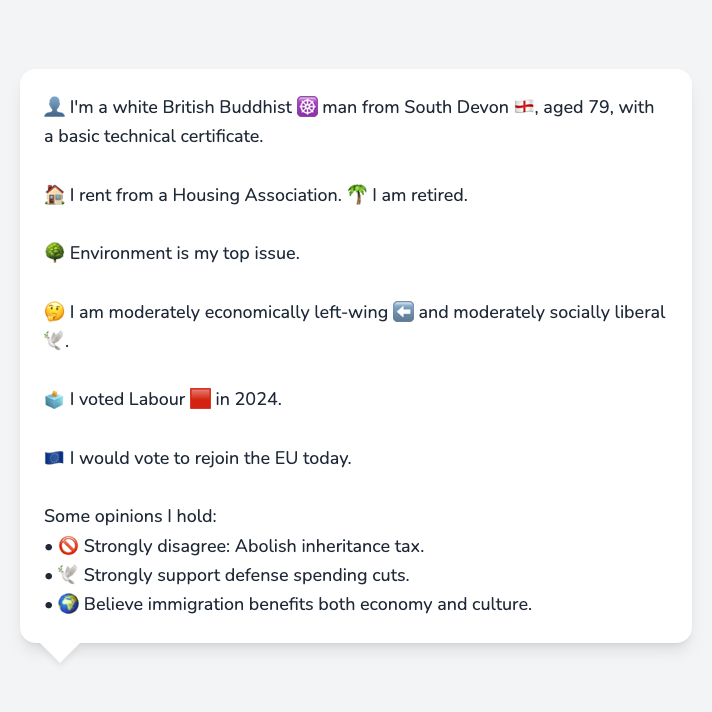 👤 I'm a white British Buddhist ☸️ man from South Devon 🏴󠁧󠁢󠁥󠁮󠁧󠁿, aged 79, with
a basic technical certificate.
🏠 I rent from a Housing Association. 🌴 I am retired.
🌳 Environment is my top issue.
🤔 I am moderately economically left-wing ⬅️ and moderately socially liberal
🕊️.
🗳️ I voted Labour 🟥 in 2024.
🇪🇺 I would vote to rejoin the EU today.
Some opinions I hold:
• 🚫 Strongly disagree: Abolish inheritance tax.
• 🕊️ Strongly support defense spending cuts.
• 🌍 Believe immigration benefits both economy and culture.